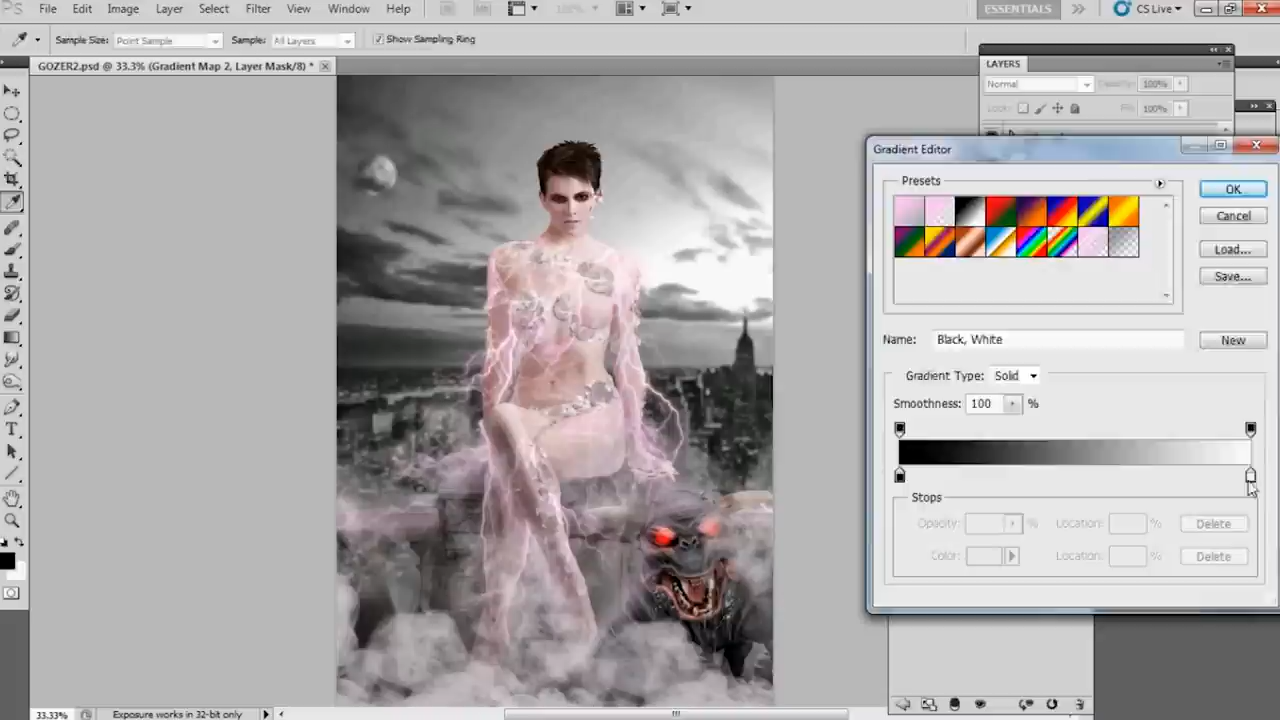 PS File Edit Image Layer Select Filter View Window Help ESSENTIALS CS Live
Sample Size: Point Sample Sample: All Layers Show Sampling Ring
GOZER2.psd @ 33.3% (Gradient Map 2, Layer Mask/8) *
LAYERS
Normal Opacity: 100%
Lock: Fill: 100%
Gradient Editor
Presets
OK
Cancel
Load...
Save...
Name: Black, White
New
Gradient Type: Solid
Smoothness: 100 %
Stops
Opacity: % Location: % Delete
Color: Location: % Delete
33.33% Exposure works in 32-bit only